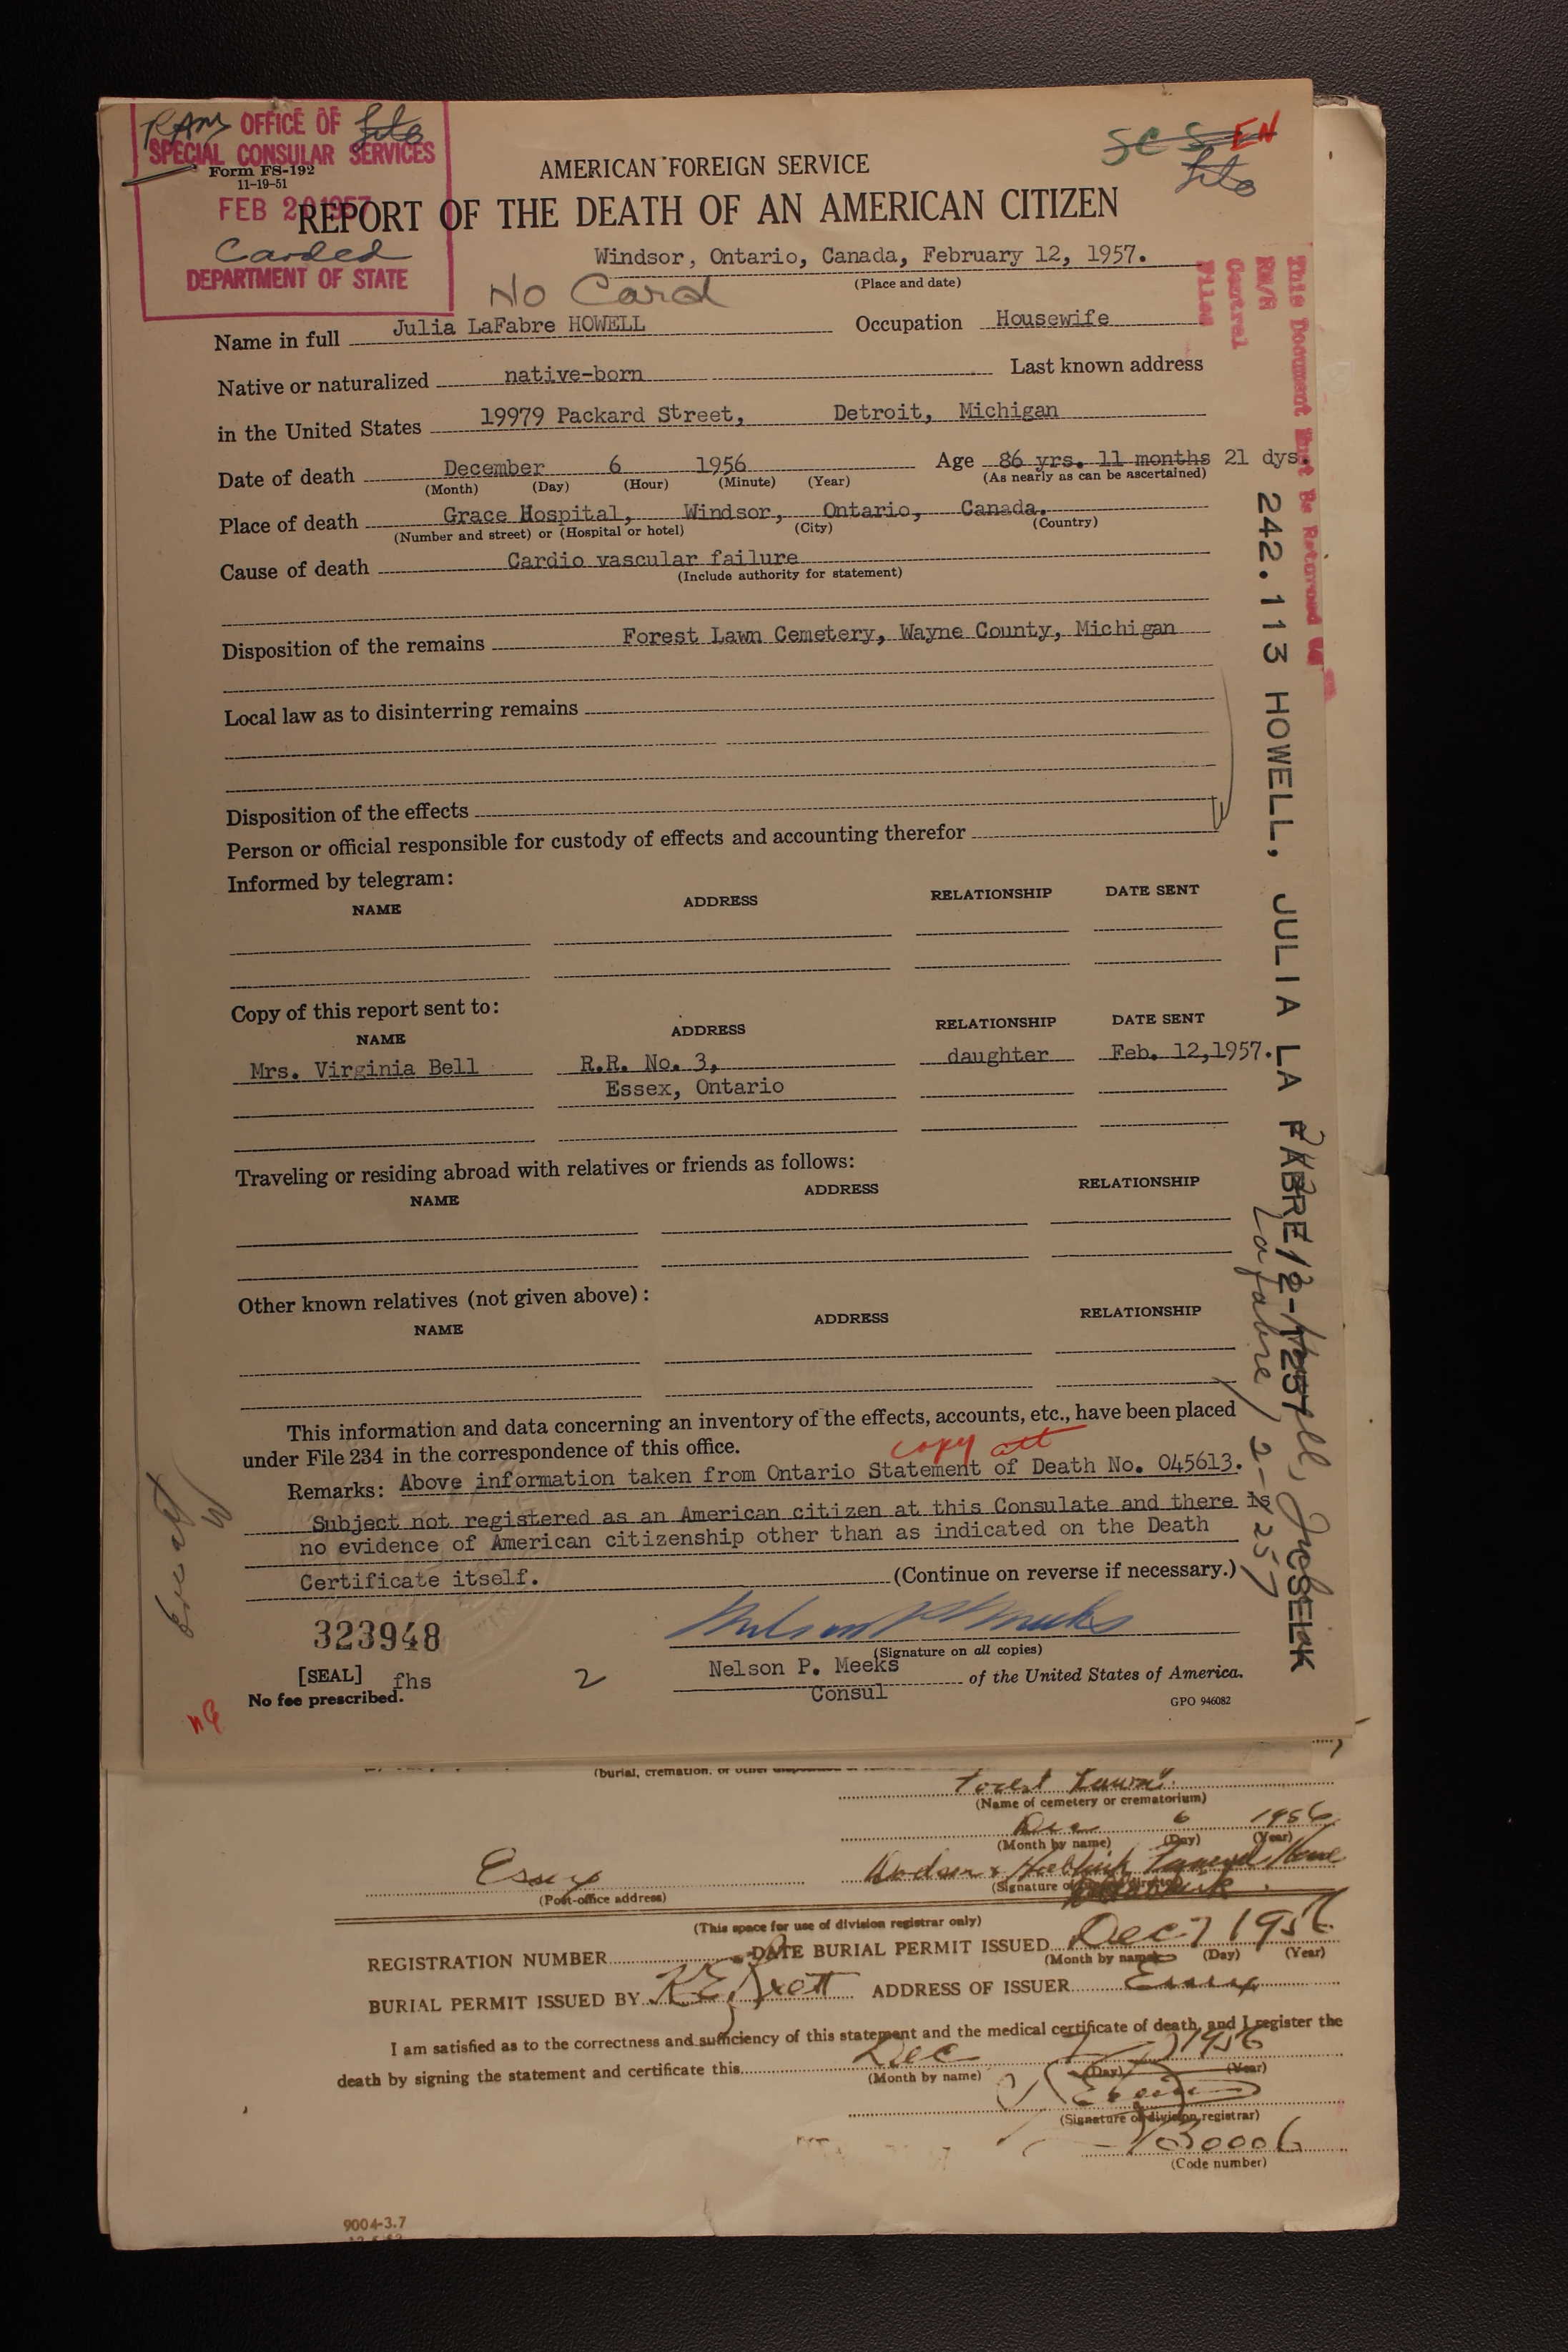 RAM OFFICE OF
SPECIAL CONSULAR SERVICES
Form FS-192
11-19-51
FEB 20 1957
Carded
DEPARTMENT OF STATE
SCS EN
AMERICAN FOREIGN SERVICE
REPORT OF THE DEATH OF AN AMERICAN CITIZEN
Windsor, Ontario, Canada, February 12, 1957.
(Place and date)
No Card
Name in full Julia LaFabre HOWELL Occupation Housewife
Native or naturalized native-born Last known address
in the United States 19979 Packard Street, Detroit, Michigan
Date of death December 6 1956 Age 86 yrs. 11 months 21 dys.
(Month) (Day) (Hour) (Minute) (Year) (As nearly as can be ascertained)
Place of death Grace Hospital, Windsor, Ontario, Canada.
(Number and street) or (Hospital or hotel) (City) (Country)
Cause of death Cardio vascular failure
(Include authority for statement)
Disposition of the remains Forest Lawn Cemetery, Wayne County, Michigan
Local law as to disinterring remains
Disposition of the effects
Person or official responsible for custody of effects and accounting therefor
Informed by telegram:
NAME ADDRESS RELATIONSHIP DATE SENT
Copy of this report sent to:
NAME ADDRESS RELATIONSHIP DATE SENT
Mrs. Virginia Bell R.R. No. 3, daughter Feb. 12,1957.
Essex, Ontario
Traveling or residing abroad with relatives or friends as follows:
NAME ADDRESS RELATIONSHIP
Other known relatives (not given above):
NAME ADDRESS RELATIONSHIP
This information and data concerning an inventory of the effects, accounts, etc., have been placed
under File 234 in the correspondence of this office.
copy att
Remarks: Above information taken from Ontario Statement of Death No. 045613.
Subject not registered as an American citizen at this Consulate and there is
no evidence of American citizenship other than as indicated on the Death
Certificate itself. (Continue on reverse if necessary.)
323948
(Signature on all copies)
[SEAL] fhs 2 Nelson P. Meeks of the United States of America.
No fee prescribed. Consul
GPO 946082
This Document Must Be Returned
RM/R
Central
Files
242.113 HOWELL, JULIA LA FABRE/2-1257
Lafabre/2-1257
CSELK
(burial, cremation, or other
Forest Lawn
(Name of cemetery or crematorium)
Dec 6 1956
(Month by name) (Day) (Year)
Essex Funeral Home
(Post-office address) (Signature of
(This space for use of division registrar only)
REGISTRATION NUMBER DATE BURIAL PERMIT ISSUED Dec 7 1956
(Month by name) (Day) (Year)
BURIAL PERMIT ISSUED BY ADDRESS OF ISSUER Essex
I am satisfied as to the correctness and sufficiency of this statement and the medical certificate of death, and I register the
death by signing the statement and certificate this Dec 7 1956
(Month by name) (Day) (Year)
(Signature of division registrar)
30006
(Code number)
9004-3.7